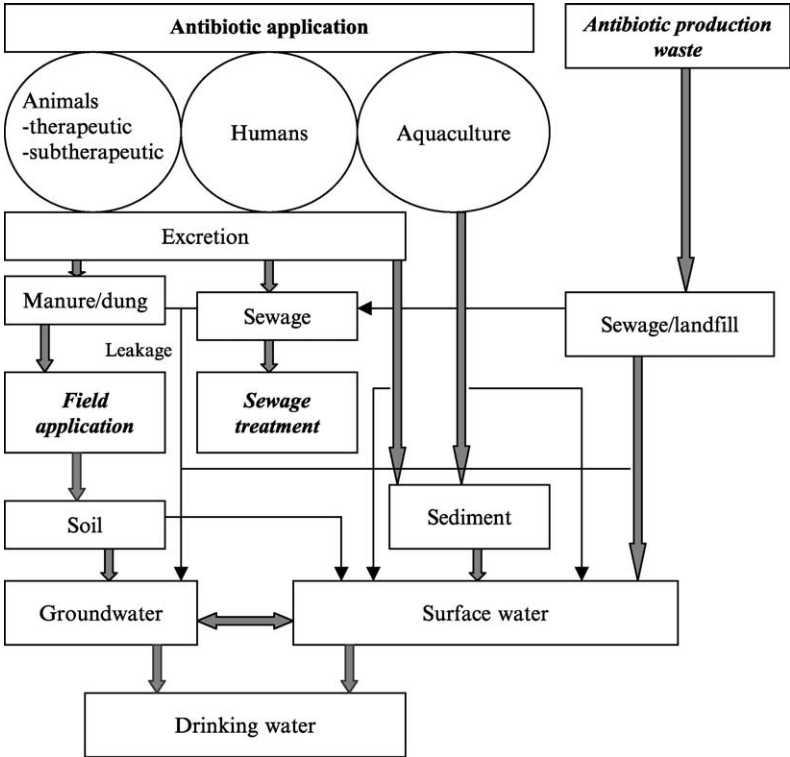 Antibiotic application
Antibiotic production
waste
Animals
-therapeutic
-subtherapeutic
Humans
Aquaculture
Excretion
Manure/dung
Sewage
Sewage/landfill
Leakage
Field
application
Sewage
treatment
Soil
Sediment
Groundwater
Surface water
Drinking water